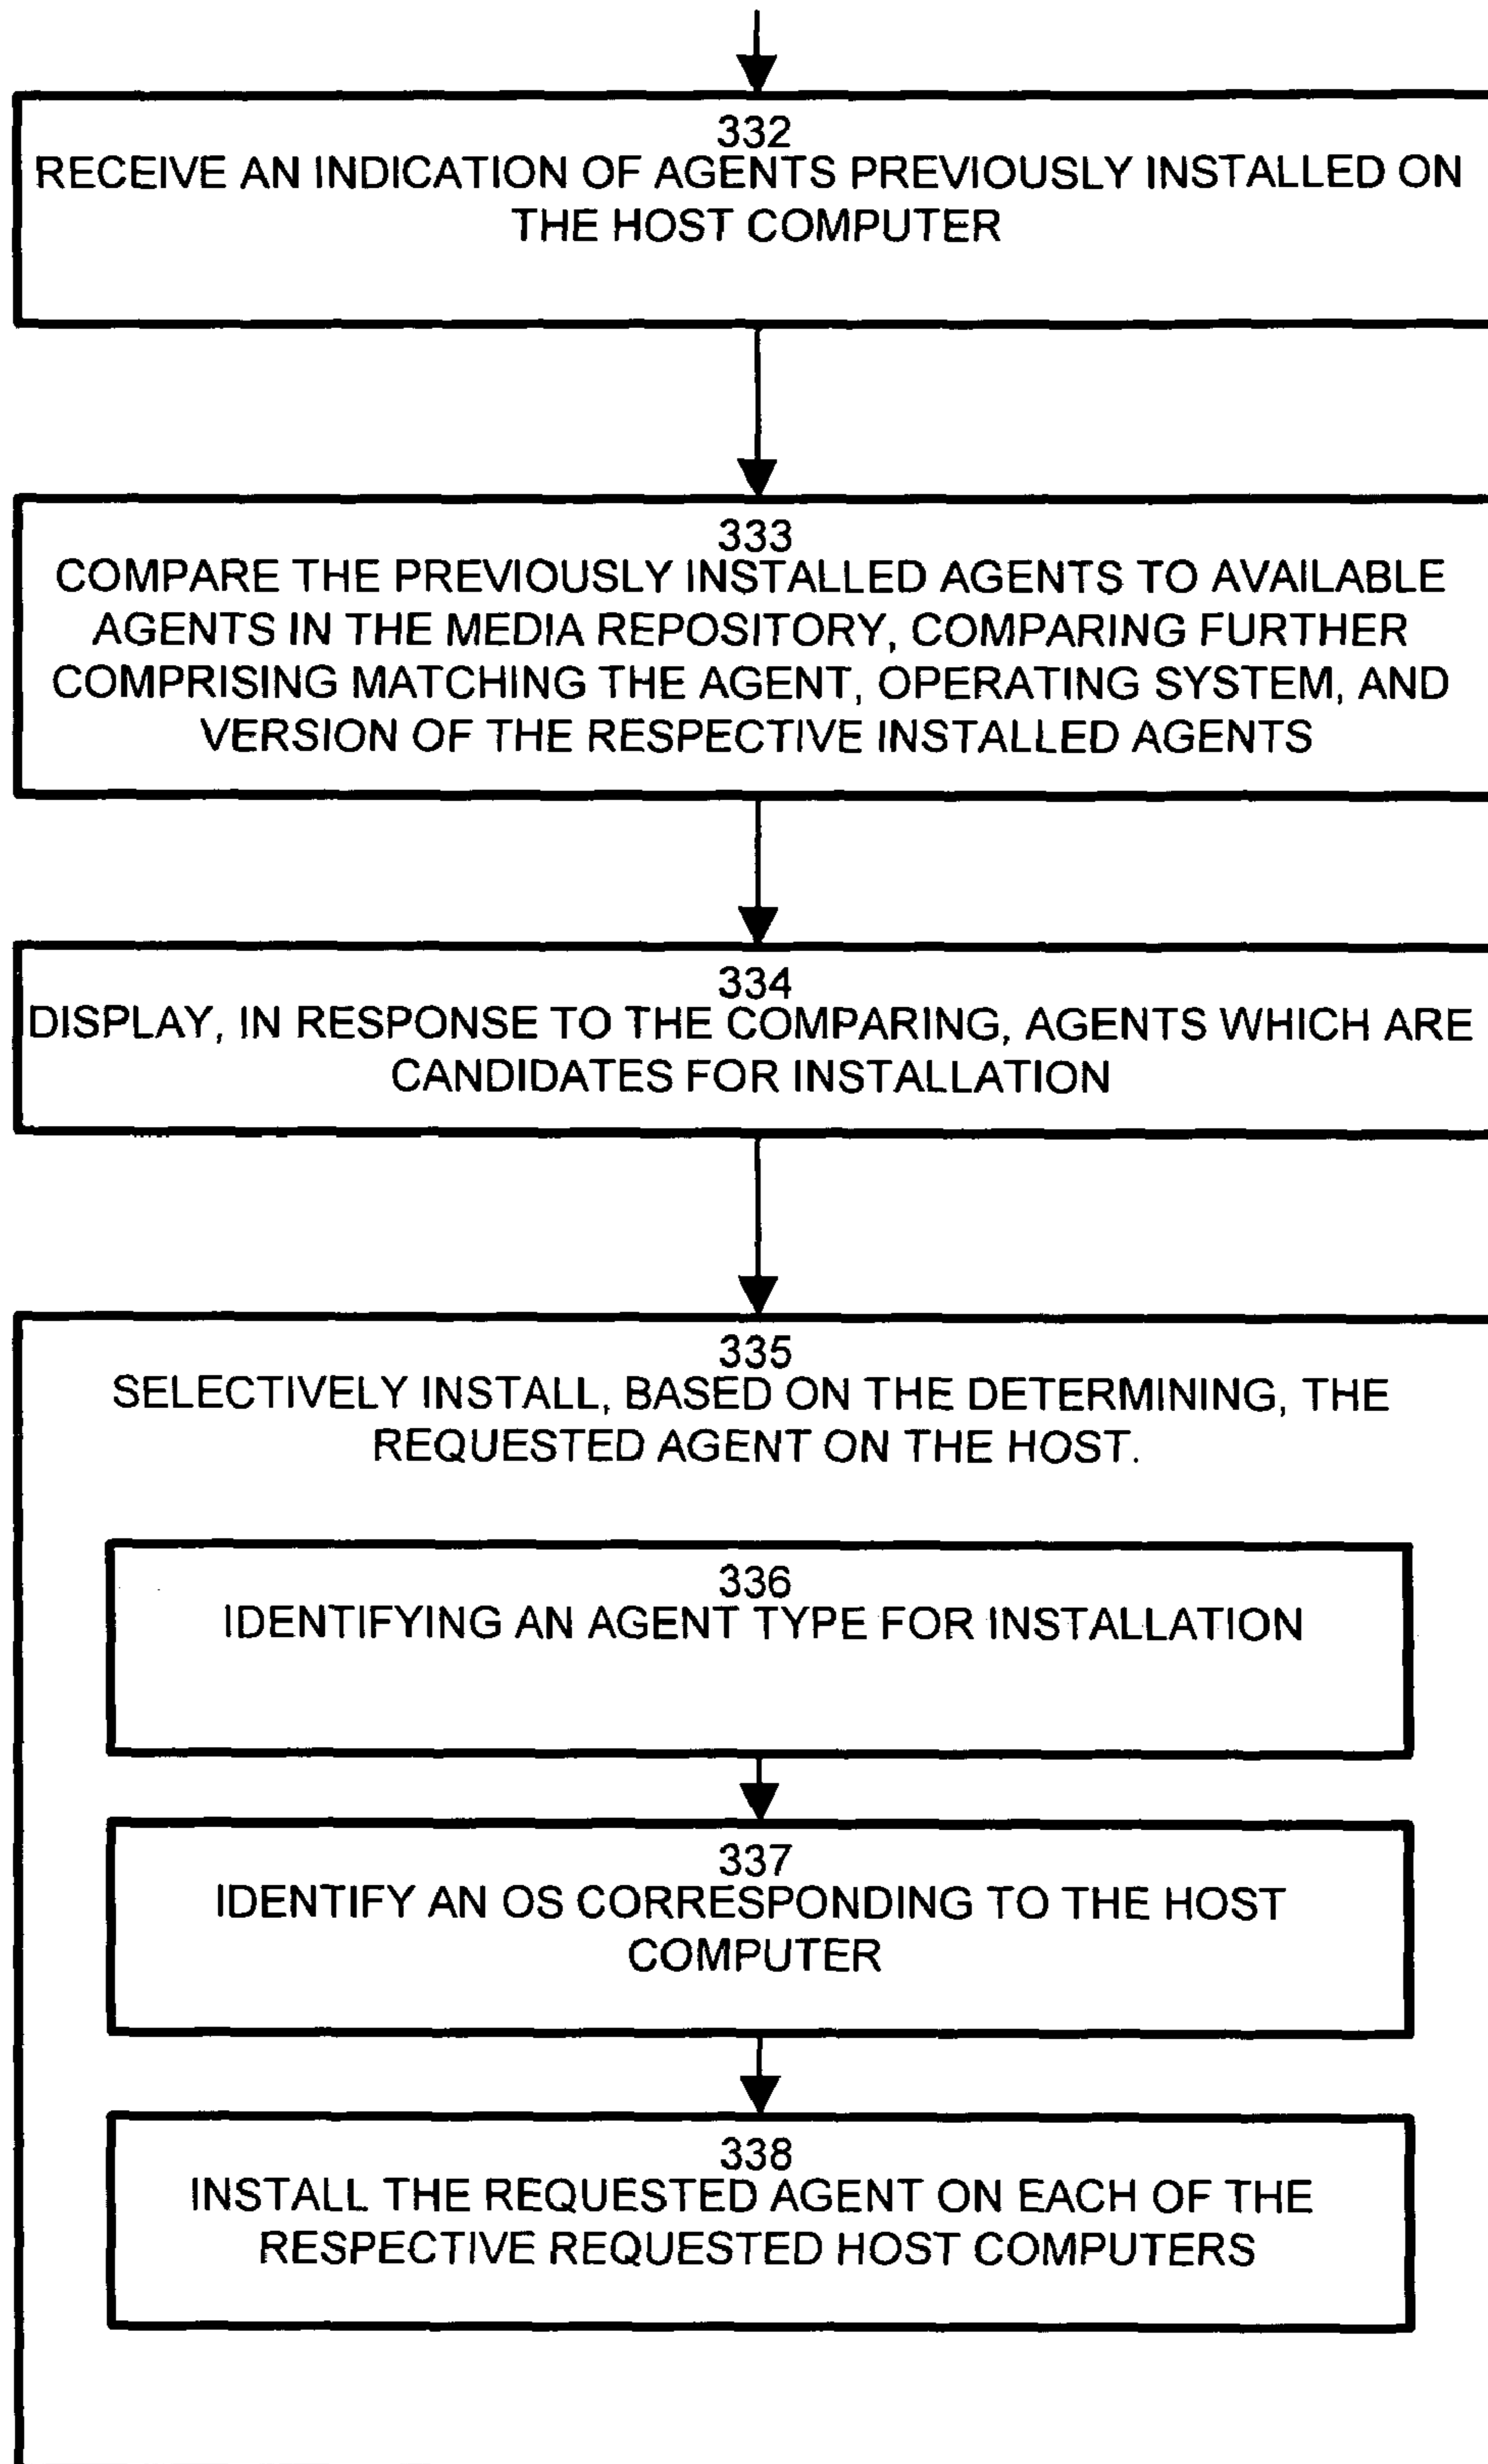 332
RECEIVE AN INDICATION OF AGENTS PREVIOUSLY INSTALLED ON
THE HOST COMPUTER
333
COMPARE THE PREVIOUSLY INSTALLED AGENTS TO AVAILABLE
AGENTS IN THE MEDIA REPOSITORY, COMPARING FURTHER
COMPRISING MATCHING THE AGENT, OPERATING SYSTEM, AND
VERSION OF THE RESPECTIVE INSTALLED AGENTS
334
DISPLAY, IN RESPONSE TO THE COMPARING, AGENTS WHICH ARE
CANDIDATES FOR INSTALLATION
335
SELECTIVELY INSTALL, BASED ON THE DETERMINING, THE
REQUESTED AGENT ON THE HOST.
336
IDENTIFYING AN AGENT TYPE FOR INSTALLATION
337
IDENTIFY AN OS CORRESPONDING TO THE HOST
COMPUTER
338
INSTALL THE REQUESTED AGENT ON EACH OF THE
RESPECTIVE REQUESTED HOST COMPUTERS